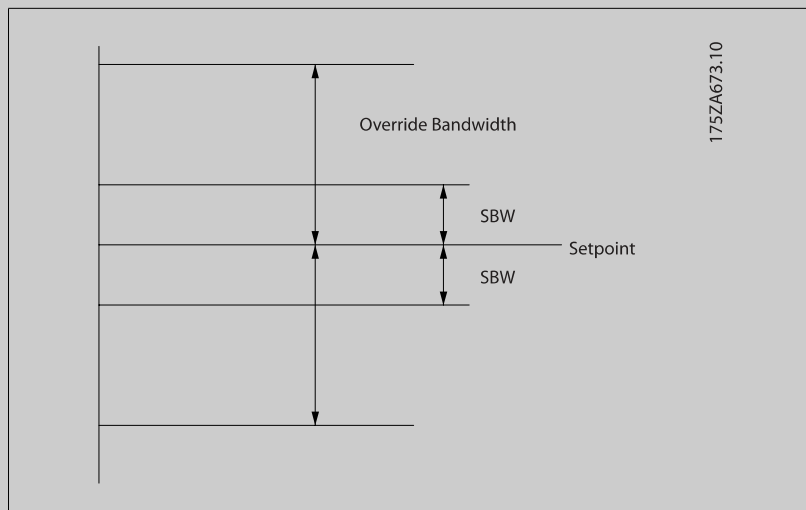 175ZA673.10
Override Bandwidth
SBW
Setpoint
SBW